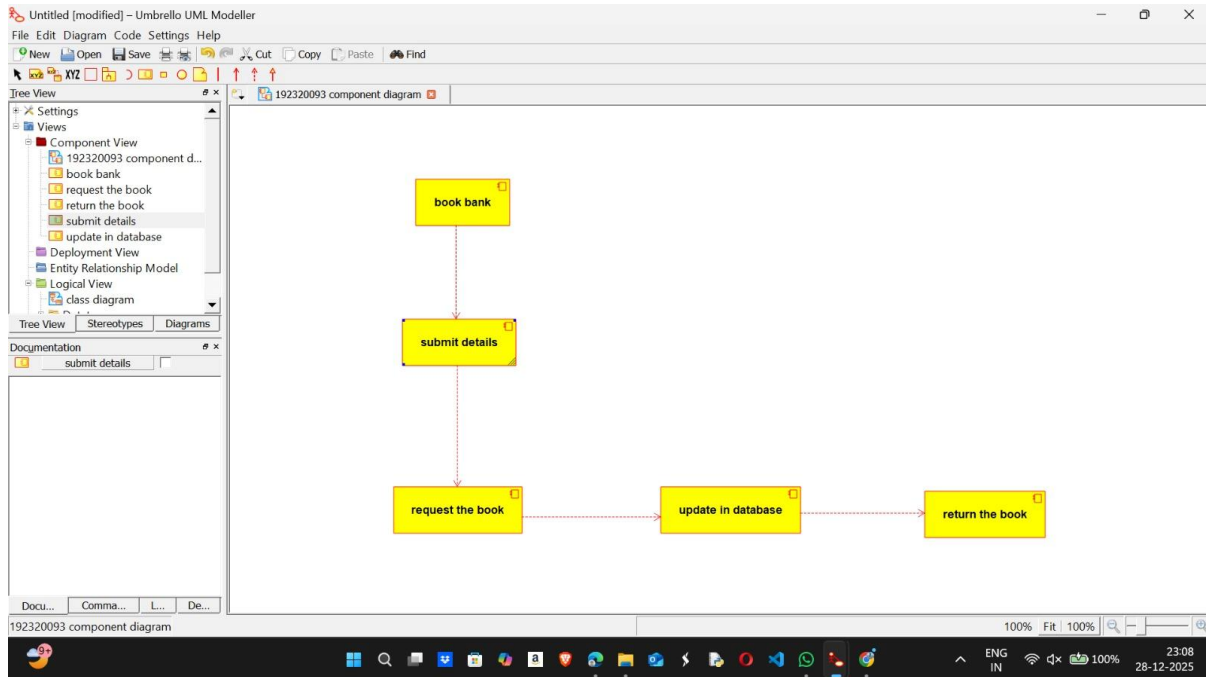 Untitled [modified] – Umbrello UML Modeller
File Edit Diagram Code Settings Help
New Open Save Cut Copy Paste Find
XYZ XYZ
Tree View
192320093 component diagram
Settings
Views
Component View
192320093 component d...
book bank
request the book
return the book
submit details
update in database
Deployment View
Entity Relationship Model
Logical View
class diagram
Tree View Stereotypes Diagrams
Documentation
submit details
book bank
submit details
request the book
update in database
return the book
Docu... Comma... L... De...
192320093 component diagram
100% Fit 100%
9+
ENG
IN
100%
23:08
28-12-2025